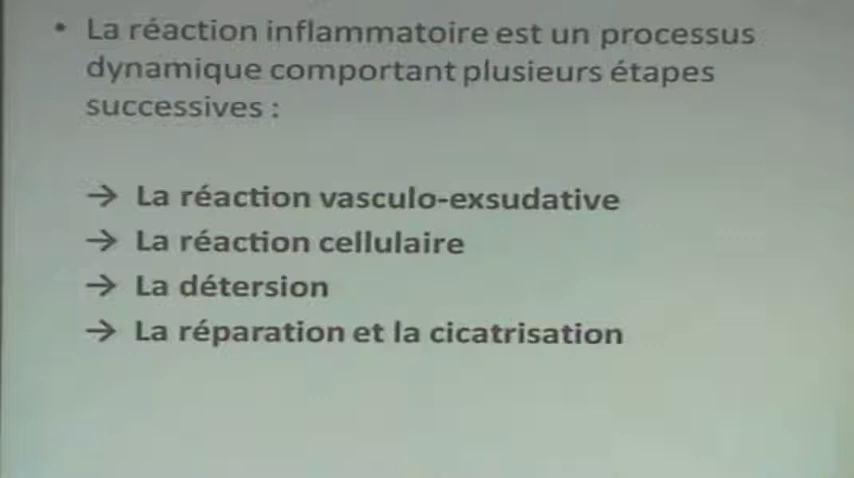 • La réaction inflammatoire est un processus
dynamique comportant plusieurs étapes
successives :
→ La réaction vasculo-exsudative
→ La réaction cellulaire
→ La détersion
→ La réparation et la cicatrisation